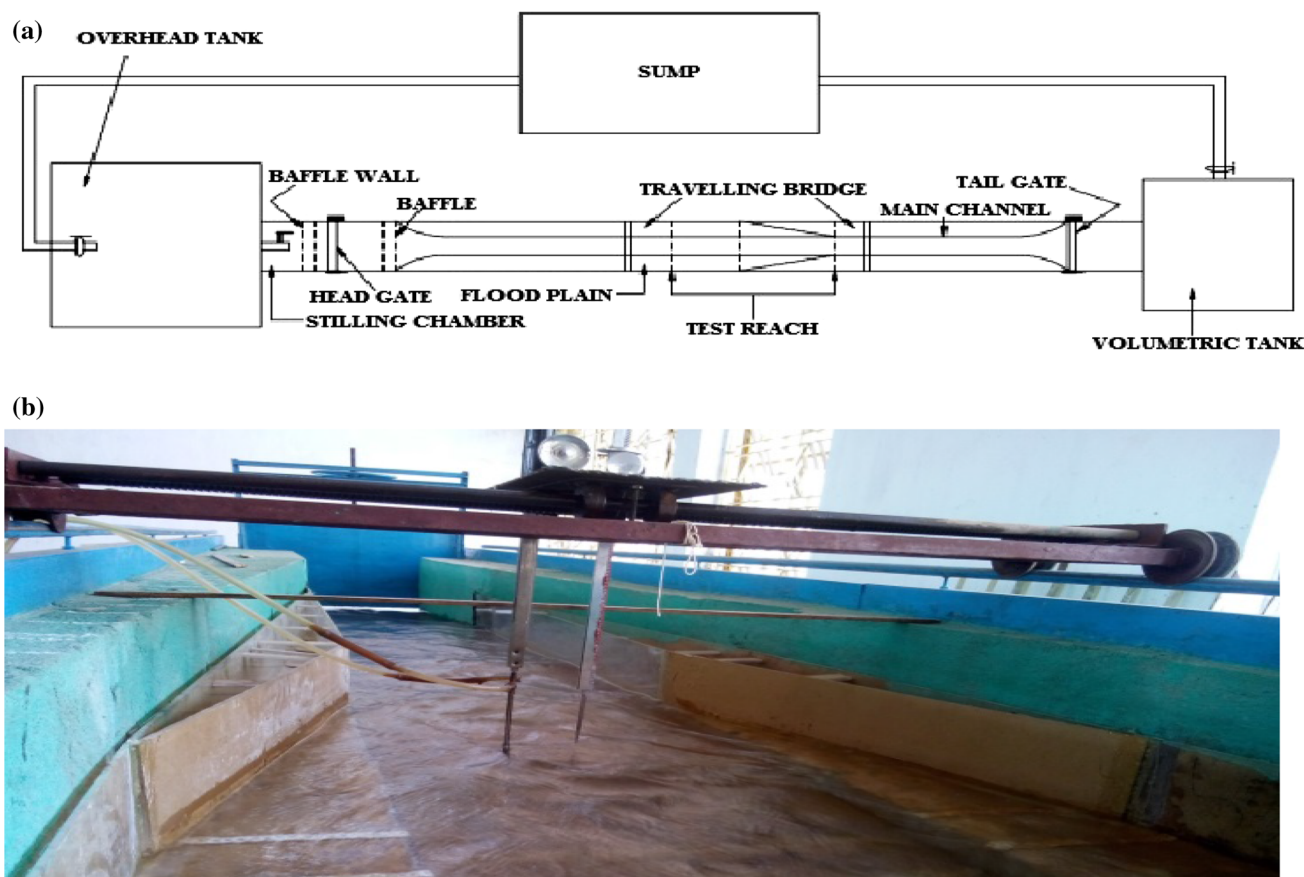 (a)
OVERHEAD TANK
SUMP
BAFFLE WALL
BAFFLE
TRAVELLING BRIDGE
TAIL GATE
MAIN CHANNEL
HEAD GATE
FLOOD PLAIN
STILLING CHAMBER
TEST REACH
VOLUMETRIC TANK
(b)